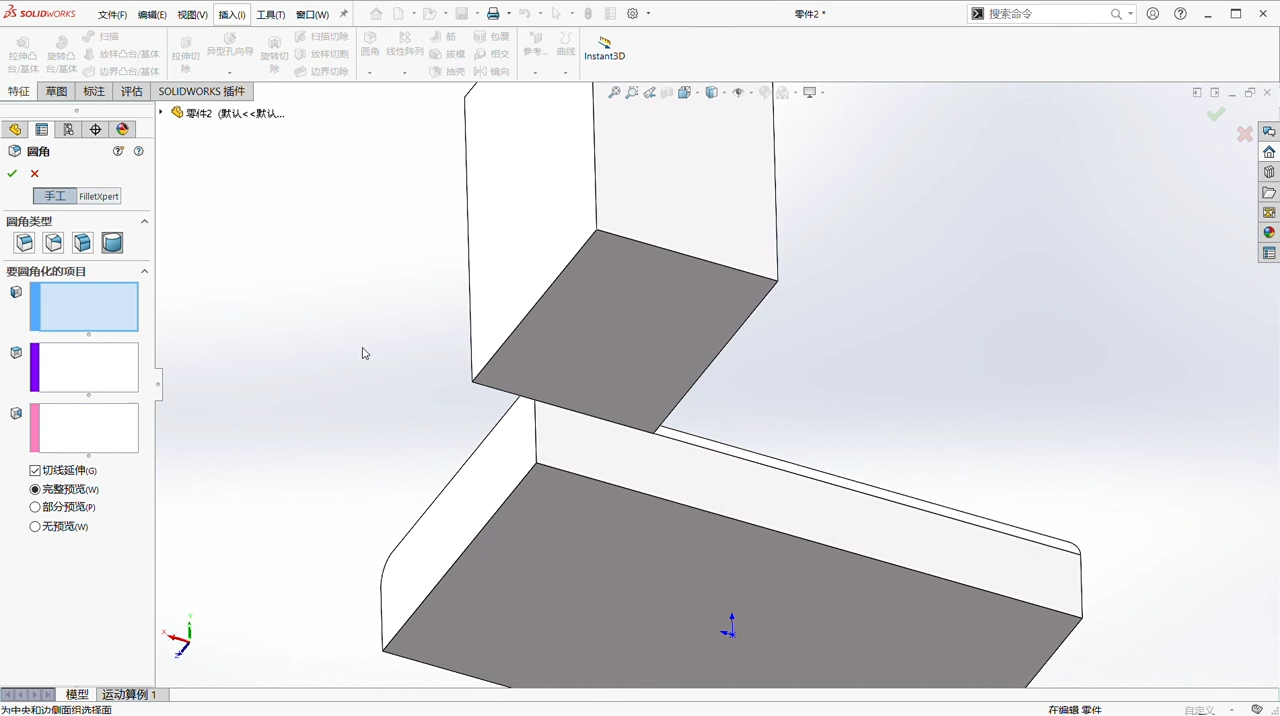 SOLIDWORKS 文件(F) 编辑(E) 视图(V) 插入(I) 工具(T) 窗口(W) 零件2 * 搜索命令
拉伸凸台/基体 旋转凸台/基体 扫描 放样凸台/基体 边界凸台/基体 拉伸切除 异型孔向导 旋转切除 扫描切除 放样切割 边界切除 圆角 线性阵列 筋 拔模 抽壳 包覆 相交 镜向 参考... 曲线 Instant3D
特征 草图 标注 评估 SOLIDWORKS 插件
零件2 (默认<<默认...
圆角
手工 FilletXpert
圆角类型
要圆角化的项目
切线延伸(G)
完整预览(W)
部分预览(P)
无预览(W)
X Y Z
模型 运动算例 1
为中央和边侧面组选择面 在编辑 零件 自定义